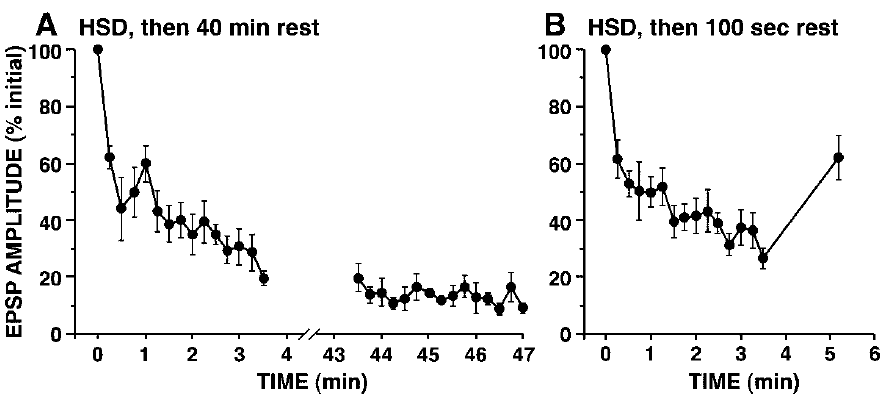 A HSD, then 40 min rest
EPSP AMPLITUDE (% initial)
100
80
60
40
20
0
0 1 2 3 4 43 44 45 46 47
TIME (min)
B HSD, then 100 sec rest
100
80
60
40
20
0
0 1 2 3 4 5 6
TIME (min)